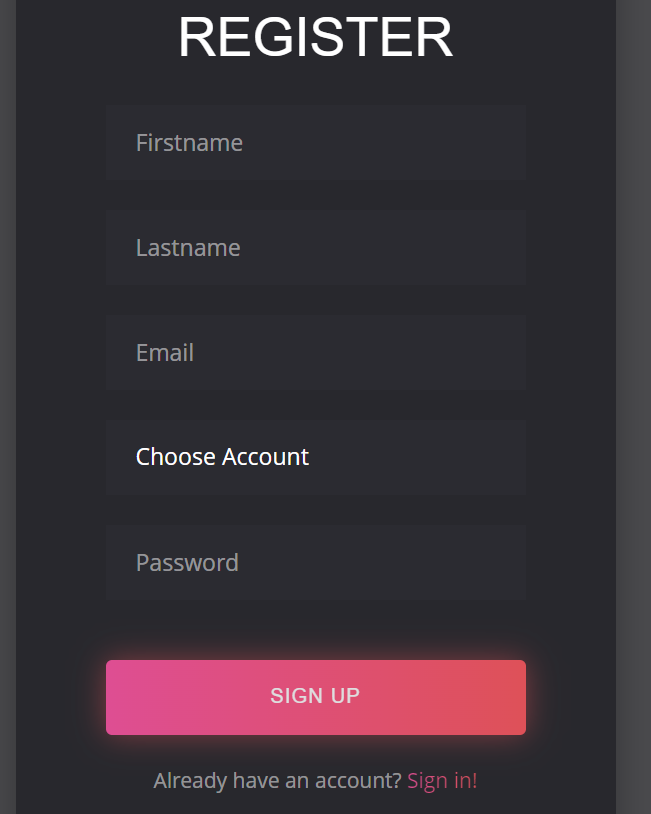 REGISTER
Firstname
Lastname
Email
Choose Account
Password
SIGN UP
Already have an account? Sign in!